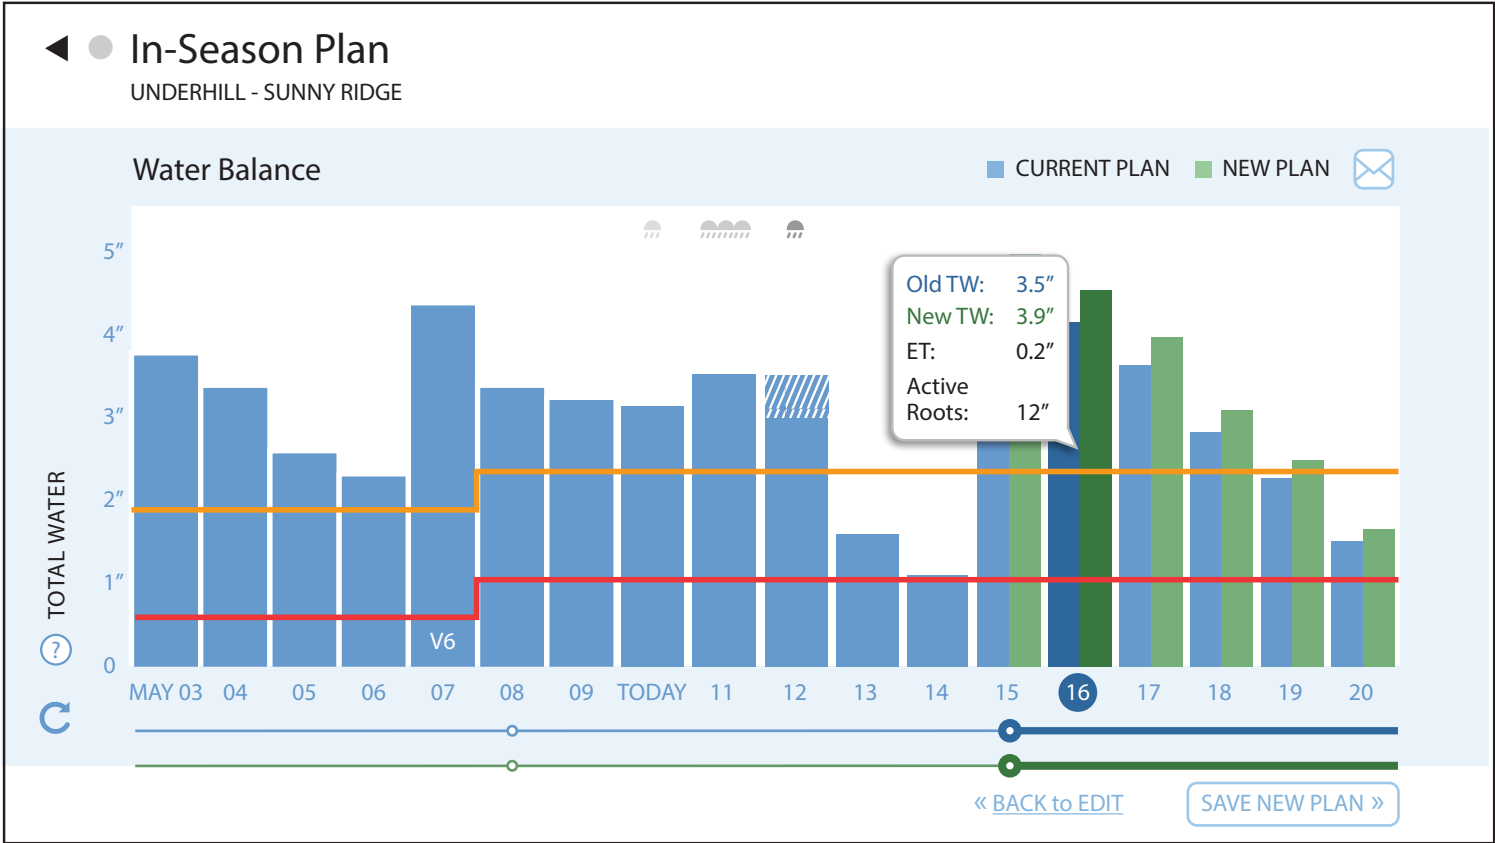 In-Season Plan
UNDERHILL - SUNNY RIDGE
Water Balance
CURRENT PLAN
NEW PLAN
5”
4”
3”
2”
1”
0
TOTAL WATER
?
Old TW: 3.5”
New TW: 3.9”
ET: 0.2”
Active
Roots: 12”
V6
MAY 03 04 05 06 07 08 09 TODAY 11 12 13 14 15 16 17 18 19 20
« BACK to EDIT
SAVE NEW PLAN »